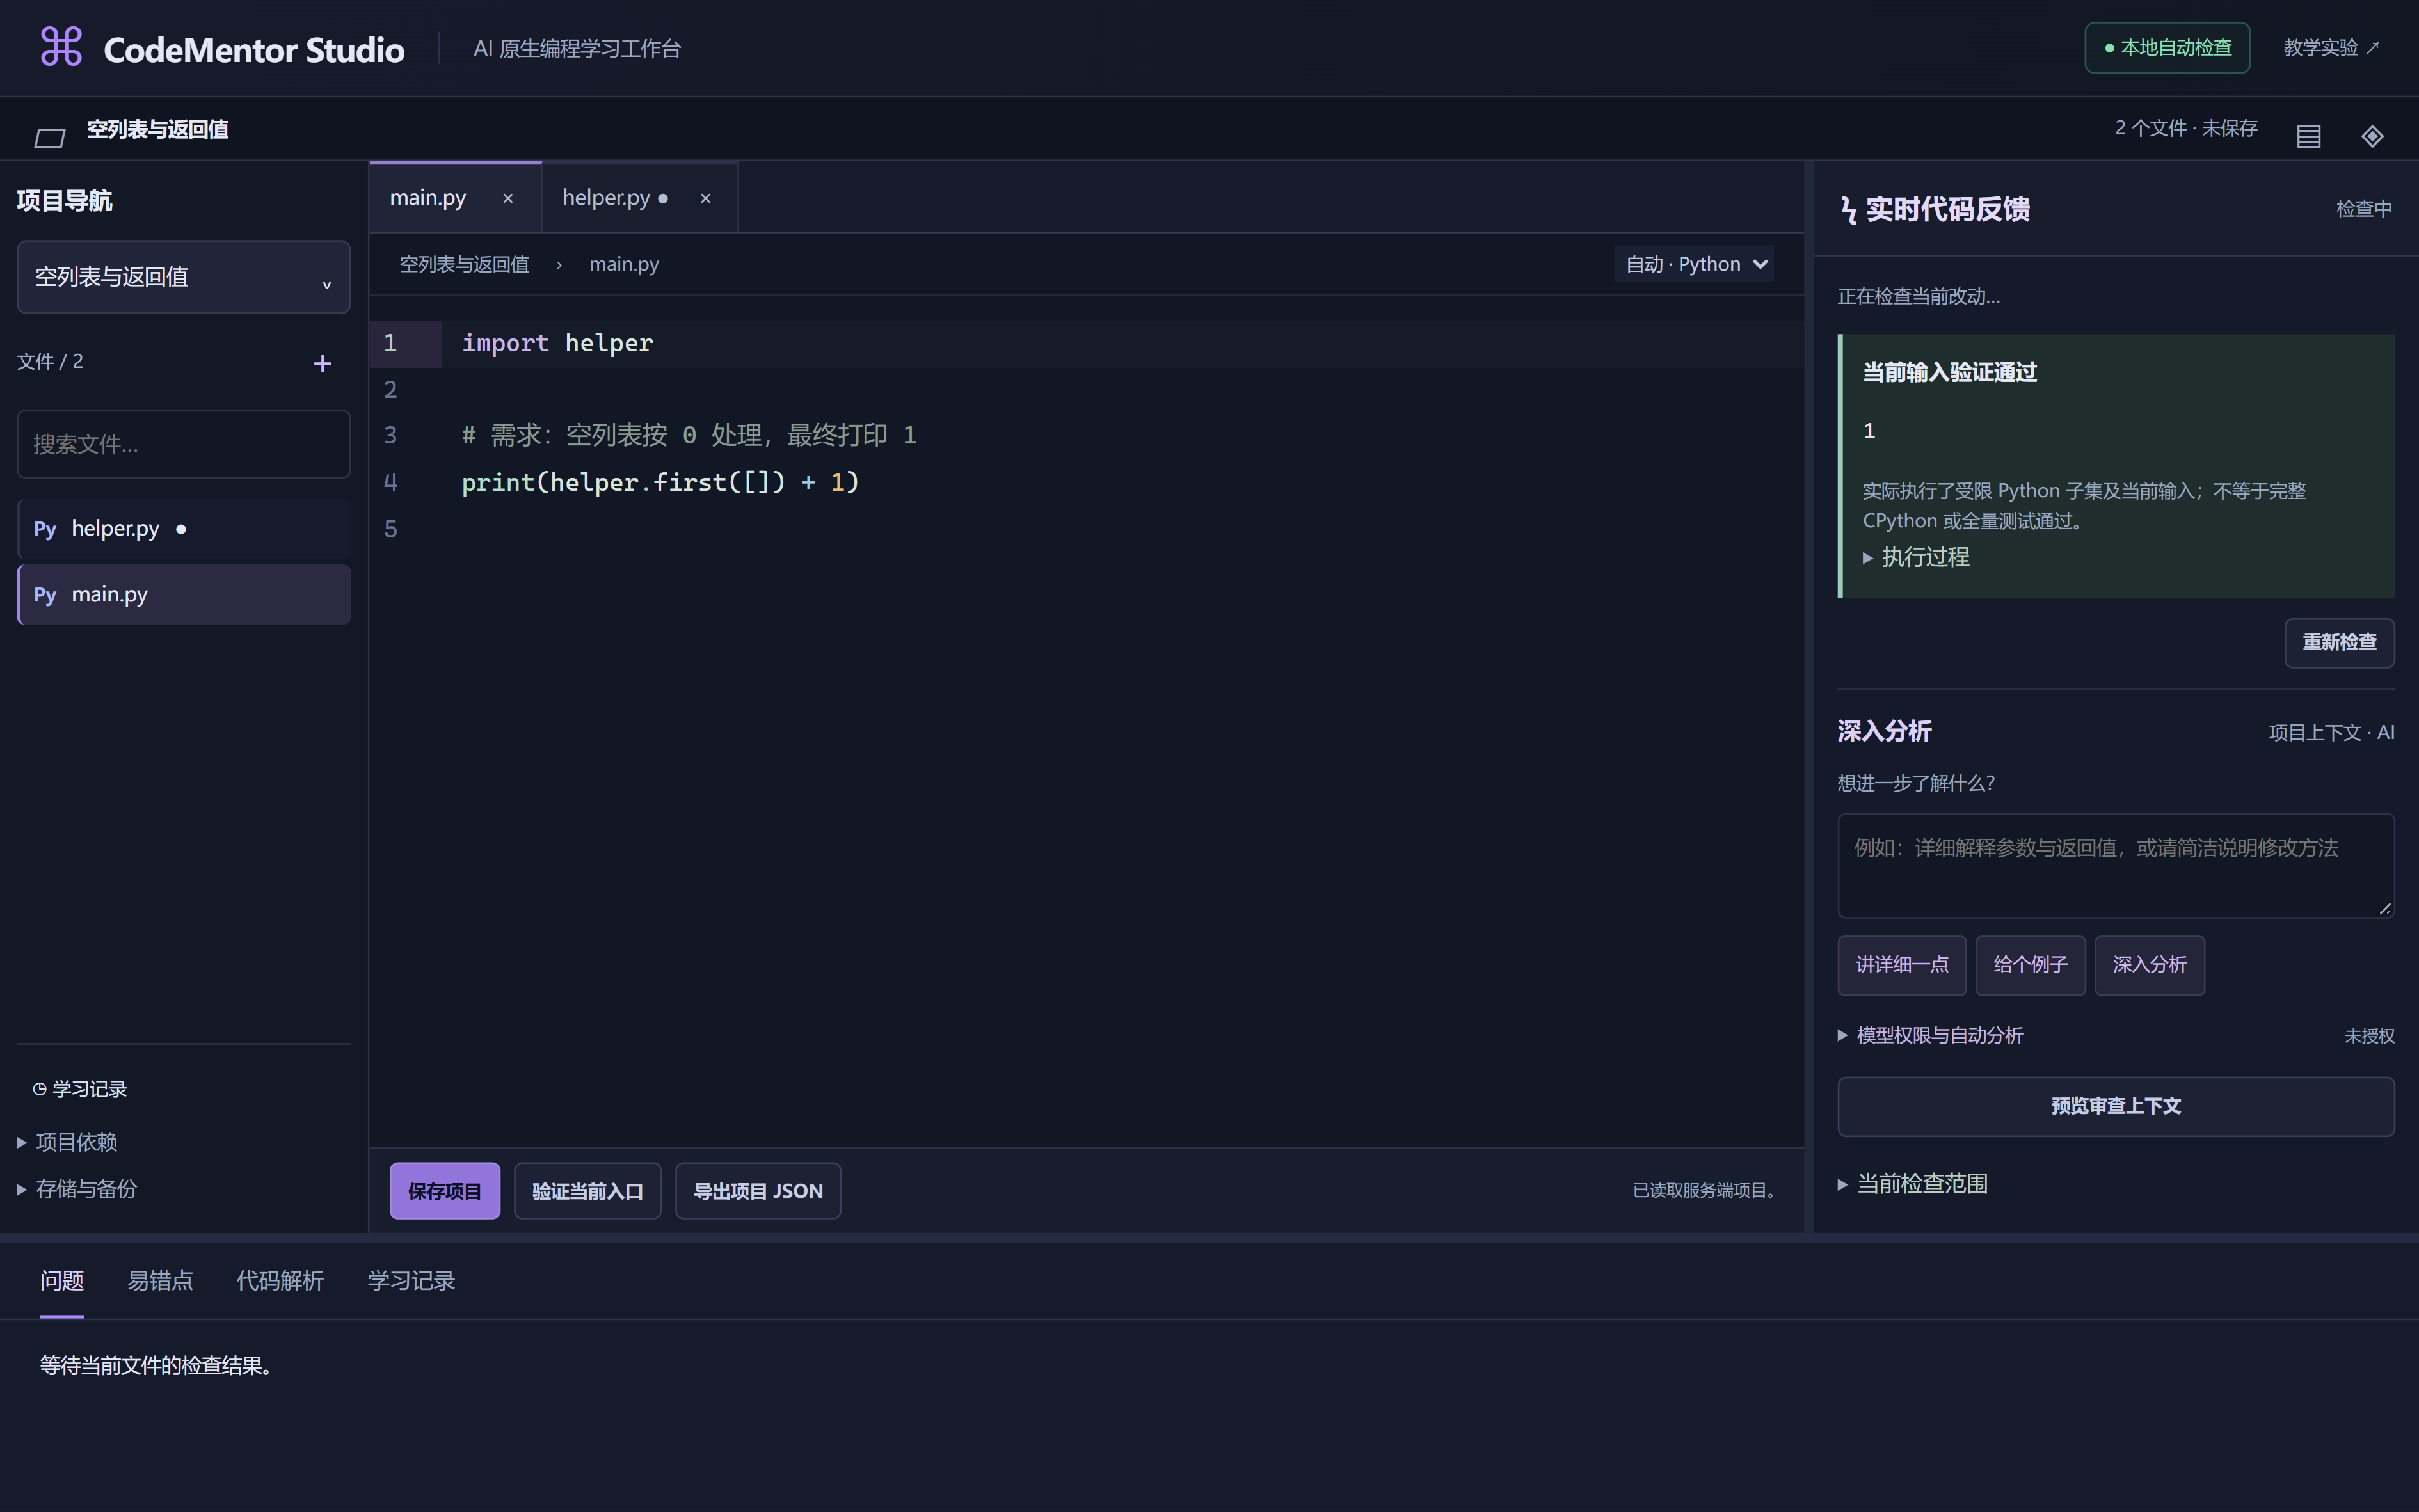 CodeMentor Studio
AI 原生编程学习工作台
本地自动检查
教学实验 ↗
空列表与返回值
2 个文件 · 未保存
项目导航
空列表与返回值
文件 / 2
+
搜索文件...
Py helper.py ●
Py main.py
学习记录
项目依赖
存储与备份
main.py ×
helper.py ● ×
空列表与返回值 › main.py
自动 · Python
1 import helper
2
3 # 需求：空列表按 0 处理，最终打印 1
4 print(helper.first([]) + 1)
5
保存项目
验证当前入口
导出项目 JSON
已读取服务端项目。
实时代码反馈
检查中
正在检查当前改动...
当前输入验证通过
1
实际执行了受限 Python 子集及当前输入；不等于完整
CPython 或全量测试通过。
执行过程
重新检查
深入分析
项目上下文 · AI
想进一步了解什么？
例如：详细解释参数与返回值，或请简洁说明修改方法
讲详细一点
给个例子
深入分析
模型权限与自动分析
未授权
预览审查上下文
当前检查范围
问题
易错点
代码解析
学习记录
等待当前文件的检查结果。